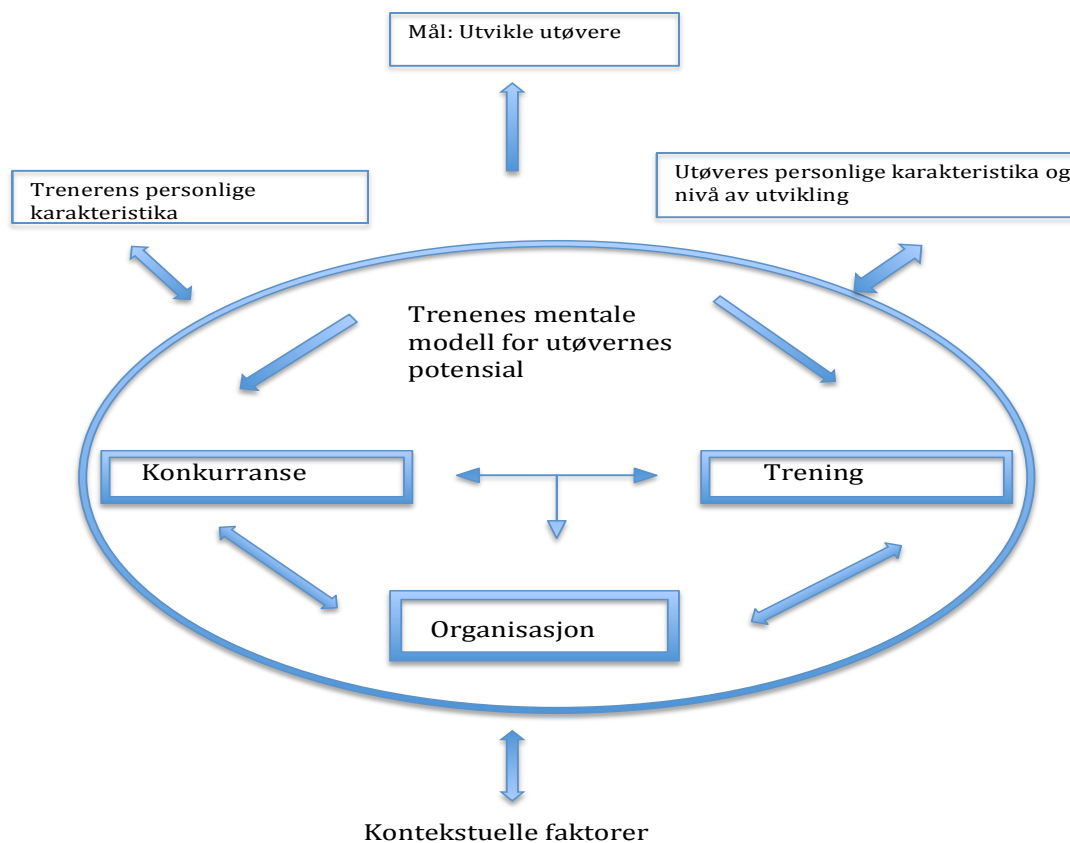 Mål: Utvikle utøvere
Trenerens personlige
karakteristika
Utøveres personlige karakteristika og
nivå av utvikling
Trenenes mentale
modell for utøvernes
potensial
Konkurranse
Trening
Organisasjon
Kontekstuelle faktorer